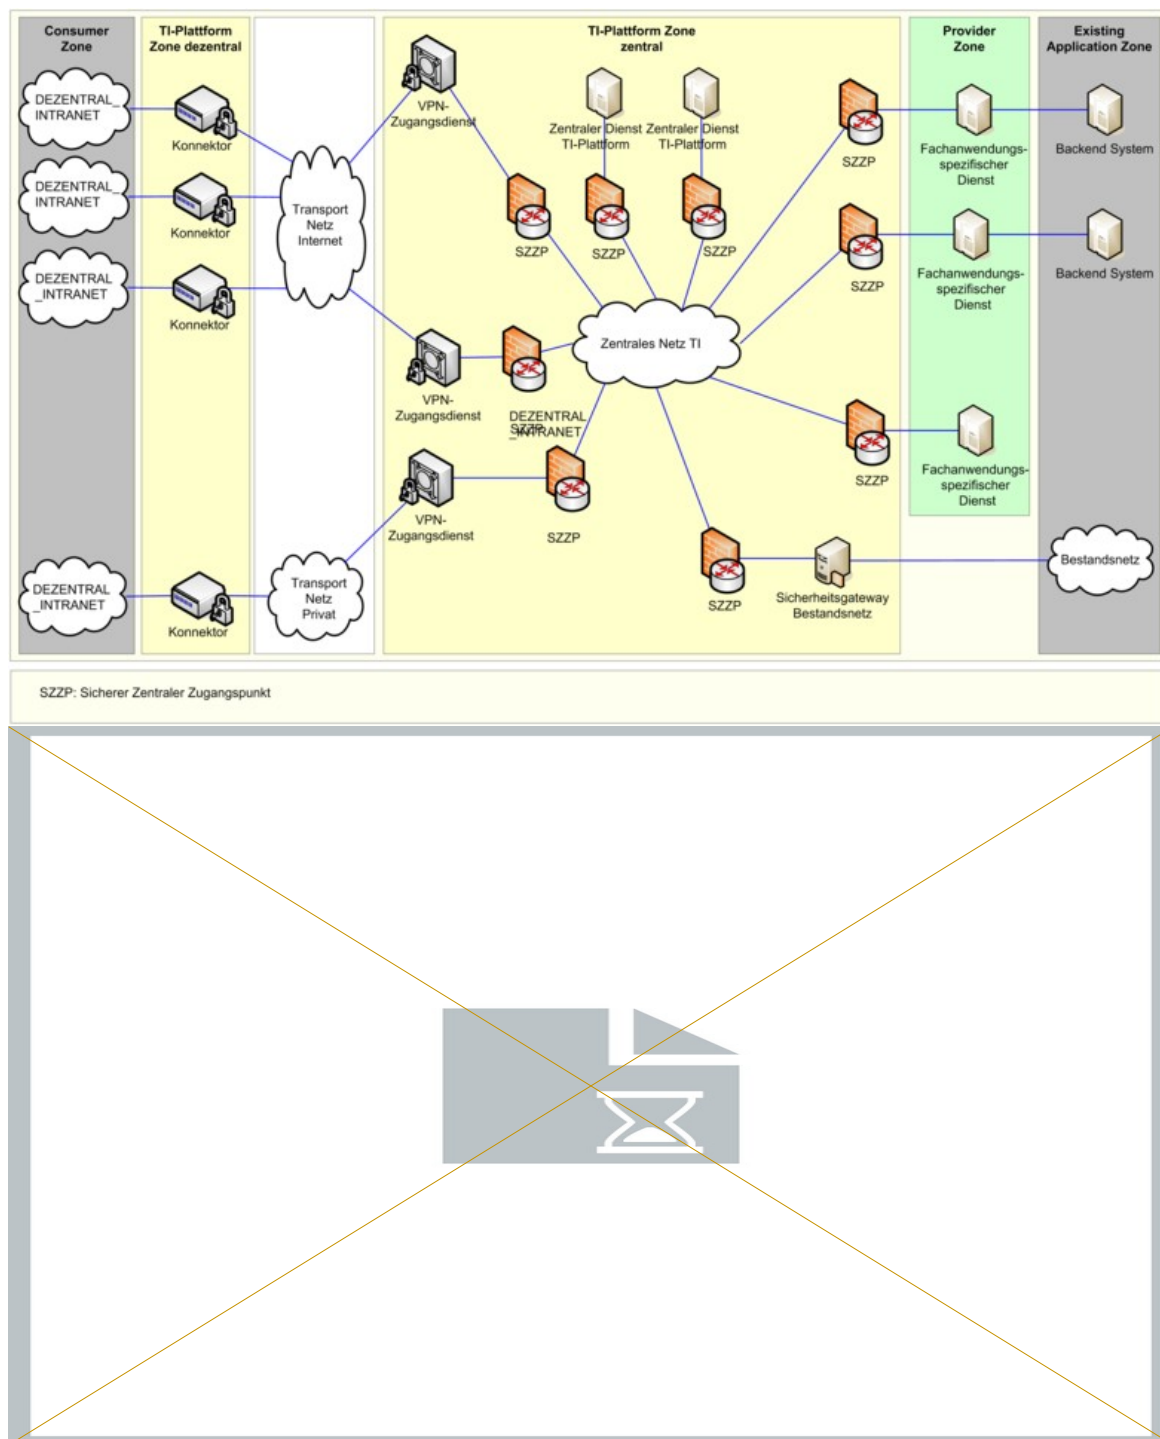 Consumer
Zone
TI-Plattform
Zone dezentral
TI-Plattform Zone
zentral
Provider
Zone
Existing
Application Zone
DEZENTRAL_
INTRANET
Konnektor
DEZENTRAL_
INTRANET
Konnektor
DEZENTRAL
_INTRANET
Konnektor
DEZENTRAL
_INTRANET
Konnektor
Transport
Netz
Internet
Transport
Netz
Privat
VPN-
Zugangsdienst
Zentraler Dienst
TI-Plattform
Zentraler Dienst
TI-Plattform
SZZP
SZZP
SZZP
SZZP
Fachanwendungs-
spezifischer
Dienst
Backend System
SZZP
Fachanwendungs-
spezifischer
Dienst
Backend System
Zentrales Netz TI
VPN-
Zugangsdienst
DEZENTRAL
_INTRANET
SZZP
VPN-
Zugangsdienst
SZZP
SZZP
Fachanwendungs-
spezifischer
Dienst
SZZP
Sicherheitsgateway
Bestandsnetz
Bestandsnetz
SZZP: Sicherer Zentraler Zugangspunkt